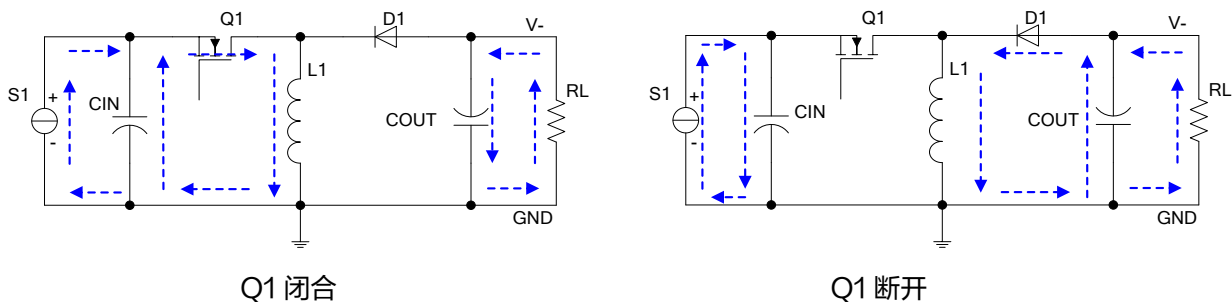 Q1
D1
V-
S1
+
-
CIN
L1
COUT
RL
GND
Q1 闭合
Q1
D1
V-
S1
+
-
CIN
L1
COUT
RL
GND
Q1 断开